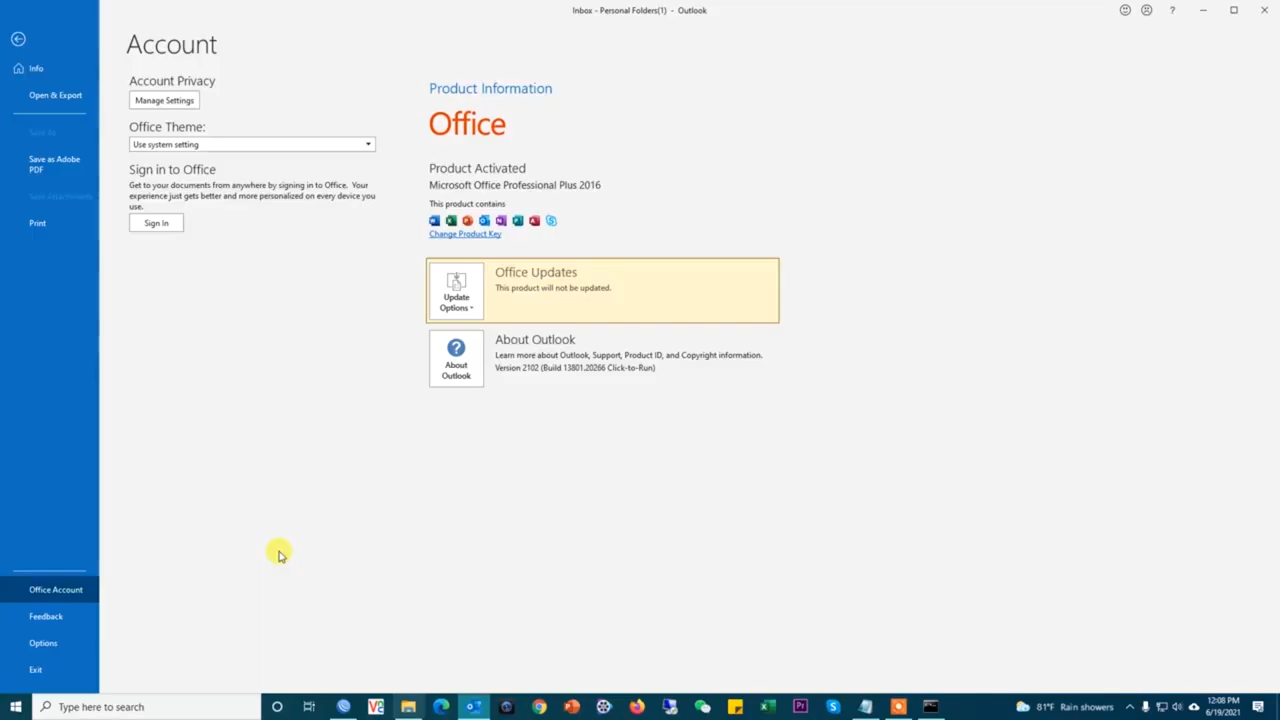 Inbox - Personal Folders(1) - Outlook
?
Account
Info
Open & Export
Save As
Save as Adobe
PDF
Save Attachments
Print
Account Privacy
Manage Settings
Office Theme:
Use system setting
Sign in to Office
Get to your documents from anywhere by signing in to Office. Your
experience just gets better and more personalized on every device you
use.
Sign In
Product Information
Office
Product Activated
Microsoft Office Professional Plus 2016
This product contains
Change Product Key
Update
Options
Office Updates
This product will not be updated.
?
About
Outlook
About Outlook
Learn more about Outlook, Support, Product ID, and Copyright information.
Version 2102 (Build 13801.20266 Click-to-Run)
Office Account
Feedback
Options
Exit
Type here to search
81°F Rain showers
12:08 PM
6/19/2021